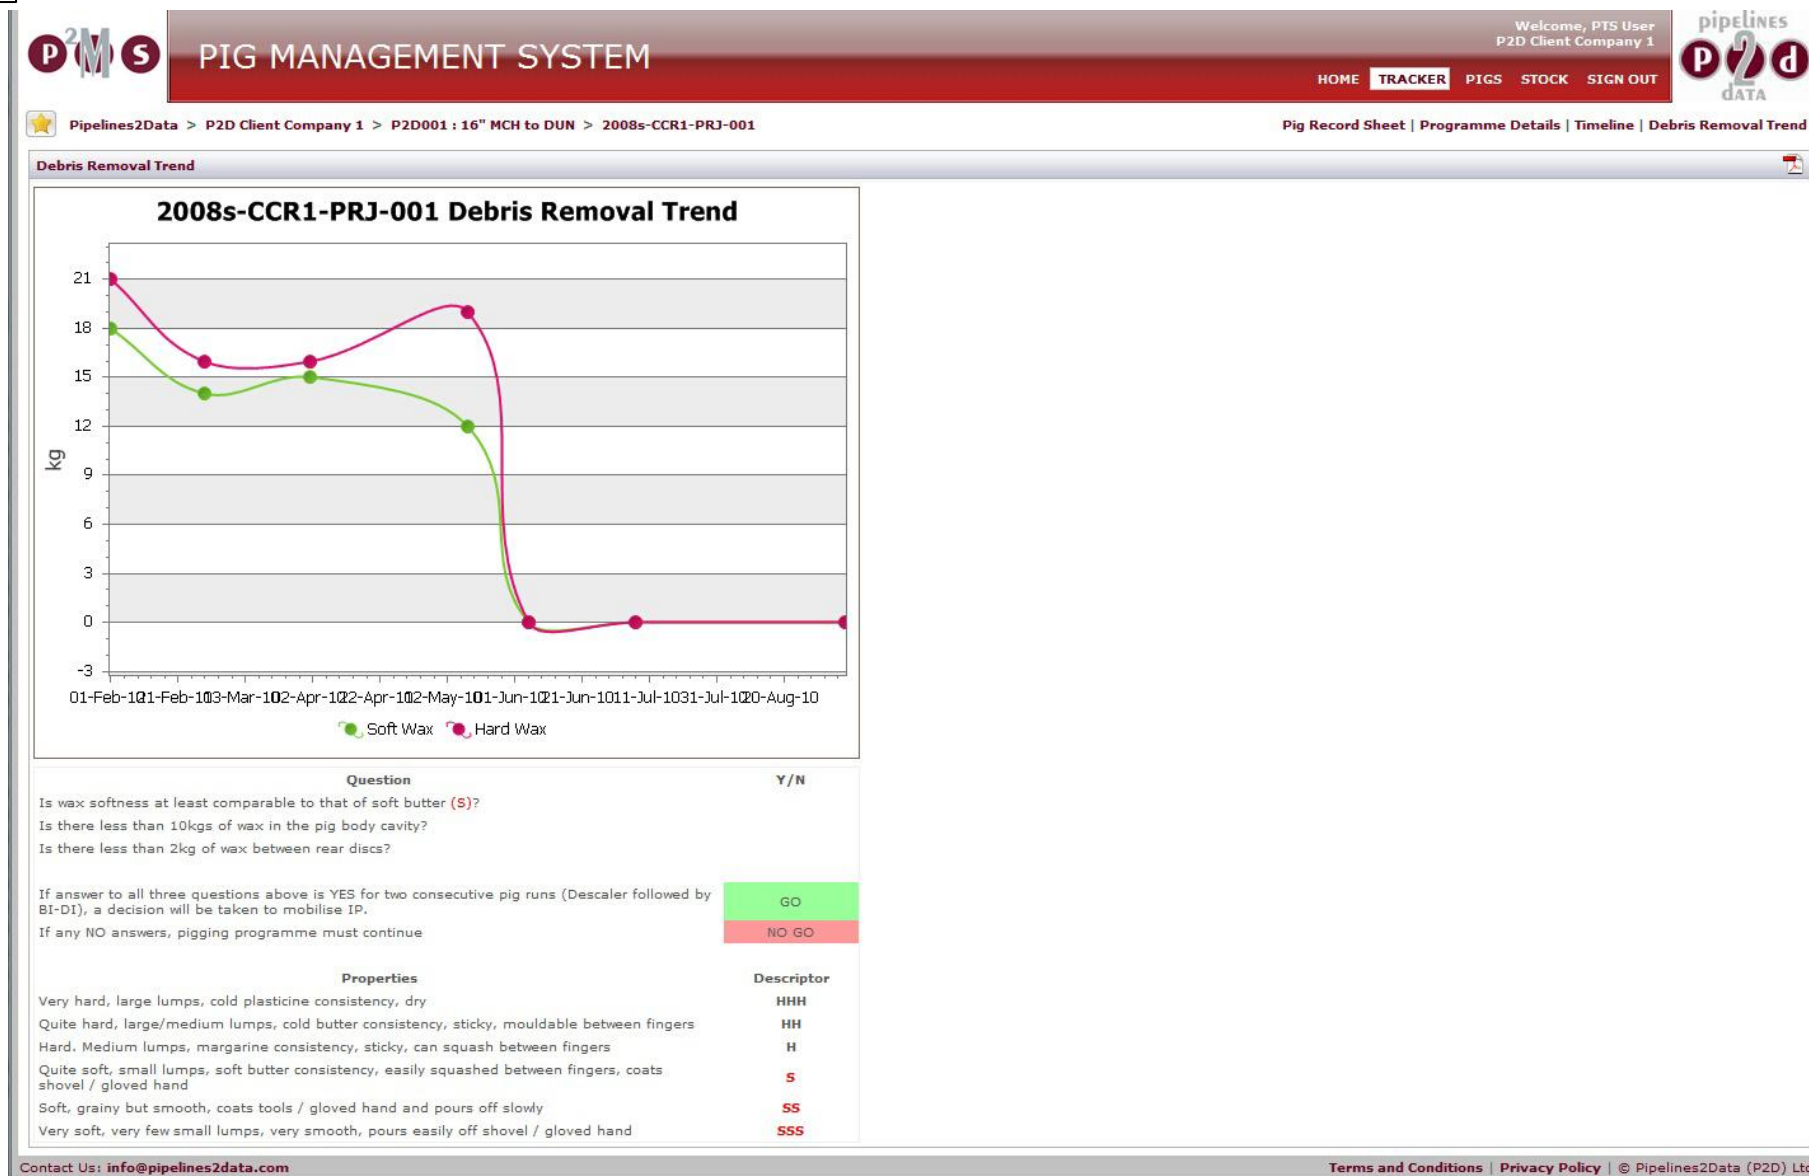 P2MS
PIG MANAGEMENT SYSTEM
Welcome, PTS User
P2D Client Company 1
HOME TRACKER PIGS STOCK SIGN OUT
pipelines
P2d
dATA
Pipelines2Data > P2D Client Company 1 > P2D001 : 16" MCH to DUN > 2008s-CCR1-PRJ-001
Pig Record Sheet | Programme Details | Timeline | Debris Removal Trend
Debris Removal Trend
2008s-CCR1-PRJ-001 Debris Removal Trend
21
18
15
12
9
6
3
0
-3
kg
01-Feb-10 21-Feb-10 13-Mar-10 02-Apr-10 22-Apr-10 12-May-10 01-Jun-10 21-Jun-10 11-Jul-10 31-Jul-10 20-Aug-10
Soft Wax Hard Wax
Question Y/N
Is wax softness at least comparable to that of soft butter (S)?
Is there less than 10kgs of wax in the pig body cavity?
Is there less than 2kg of wax between rear discs?
If answer to all three questions above is YES for two consecutive pig runs (Descaler followed by
BI-DI), a decision will be taken to mobilise IP.
GO
If any NO answers, pigging programme must continue NO GO
Properties Descriptor
Very hard, large lumps, cold plasticine consistency, dry HHH
Quite hard, large/medium lumps, cold butter consistency, sticky, mouldable between fingers HH
Hard. Medium lumps, margarine consistency, sticky, can squash between fingers H
Quite soft, small lumps, soft butter consistency, easily squashed between fingers, coats
shovel / gloved hand
S
Soft, grainy but smooth, coats tools / gloved hand and pours off slowly SS
Very soft, very few small lumps, very smooth, pours easily off shovel / gloved hand SSS
Contact Us: info@pipelines2data.com
Terms and Conditions | Privacy Policy | © Pipelines2Data (P2D) Ltd